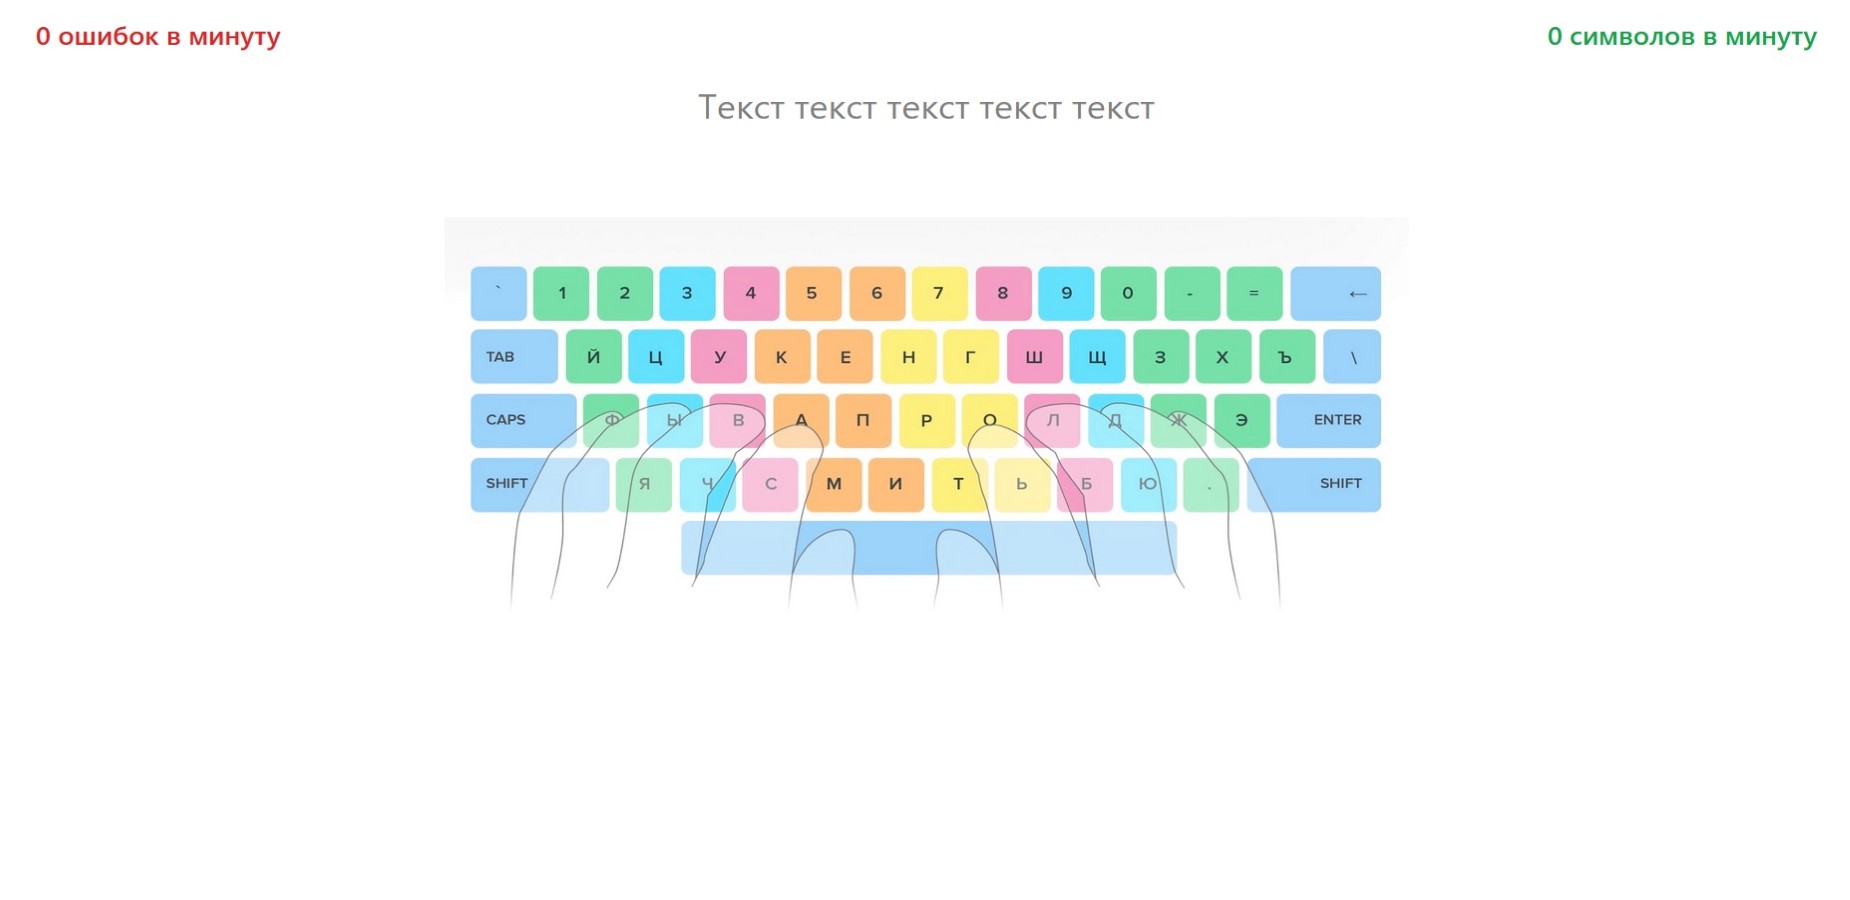 0 ошибок в минуту
0 символов в минуту
Текст текст текст текст текст
` 1 2 3 4 5 6 7 8 9 0 - = ←
TAB Й Ц У К Е Н Г Ш Щ З Х Ъ \
CAPS Ф Ы В А П Р О Л Д Ж Э ENTER
SHIFT Я Ч С М И Т Ь Б Ю . SHIFT